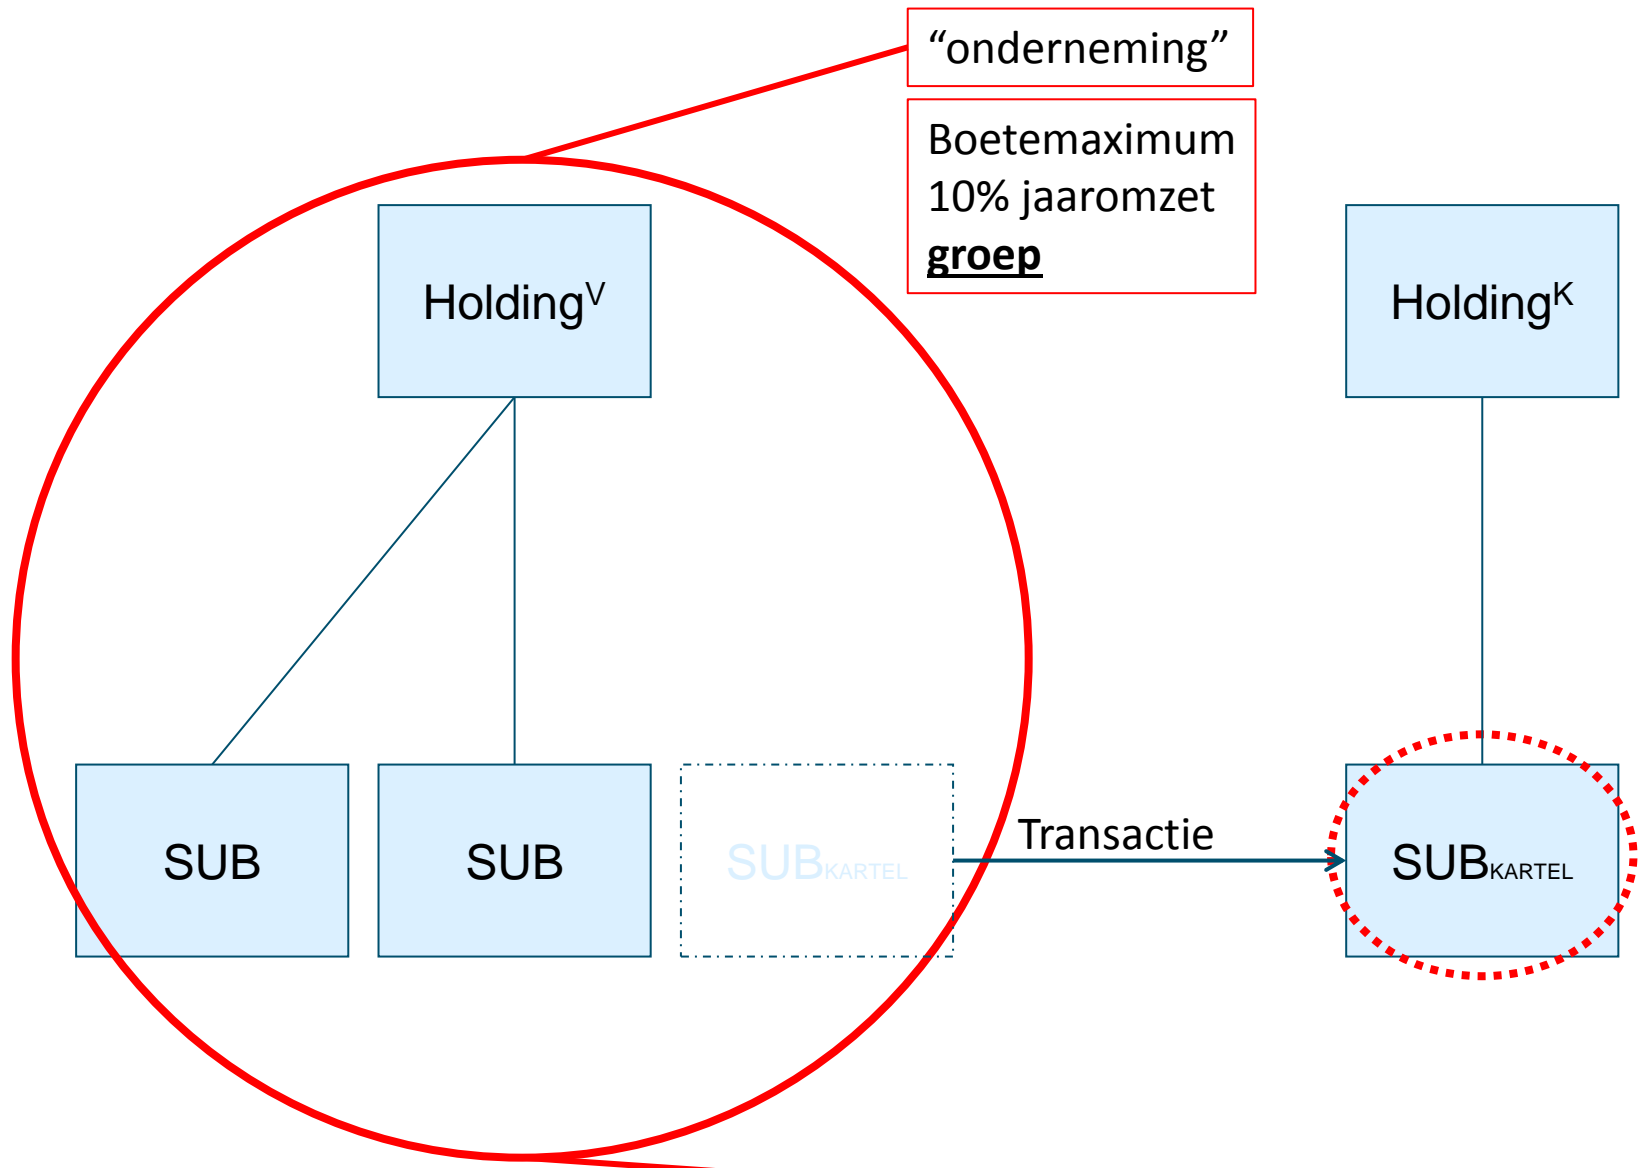 “onderneming”
Boetemaximum
10% jaaromzet
groep
Holdingⱽ
Holdingᴷ
Transactie
SUB
SUB
SUBKARTEL
SUBKARTEL